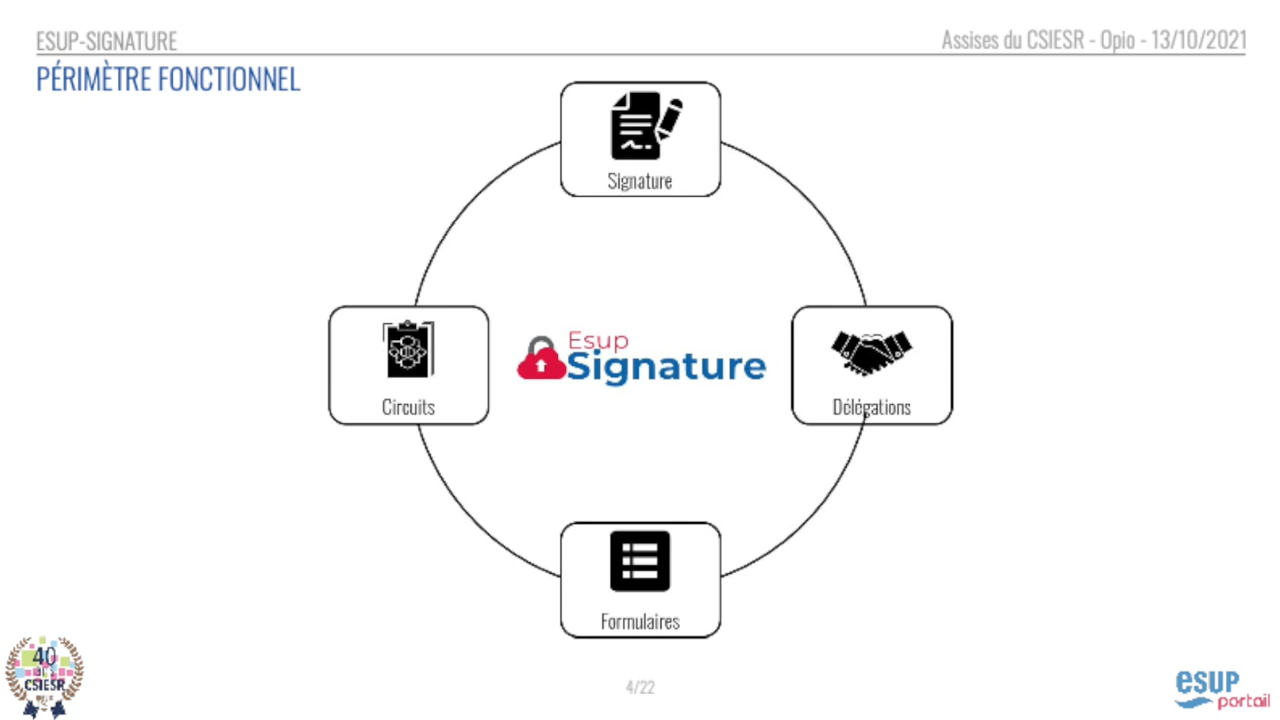 ESUP-SIGNATURE
Assises du CSIESR - Opio - 13/10/2021
PÉRIMÈTRE FONCTIONNEL
Signature
Circuits
Esup
Signature
Délégations
Formulaires
40
ans
CSIESR
4/22
esup
portail